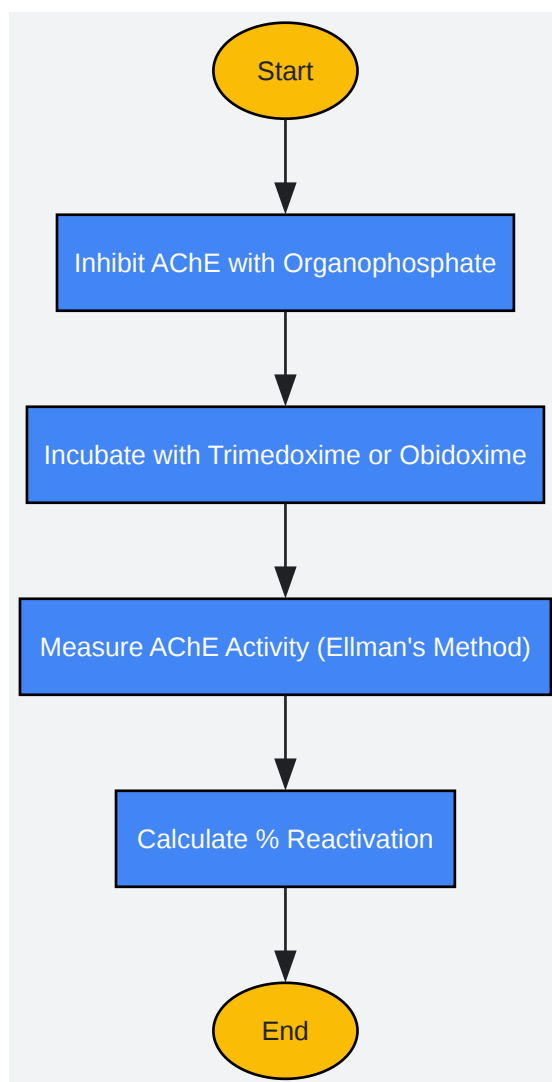 Start
Inhibit AChE with Organophosphate
Incubate with Trimedoxime or Obidoxime
Measure AChE Activity (Ellman's Method)
Calculate % Reactivation
End